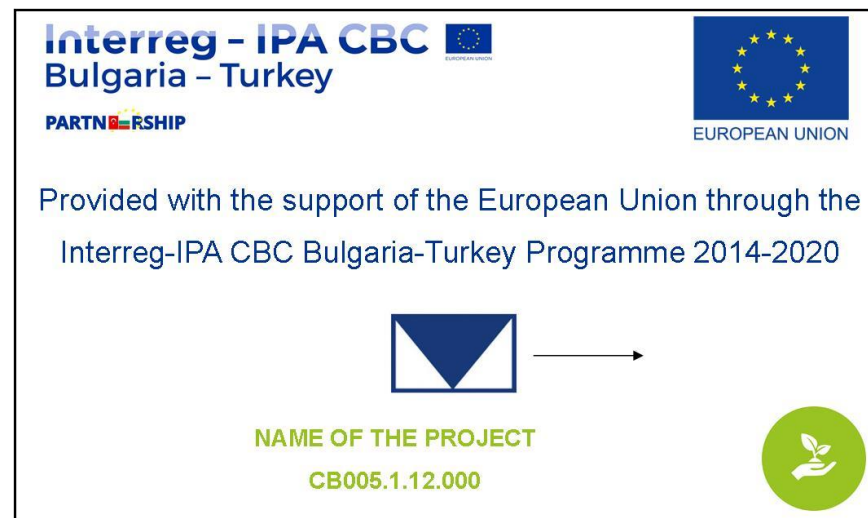 Interreg - IPA CBC
EUROPEAN UNION
Bulgaria – Turkey
PARTNERSHIP
EUROPEAN UNION
Provided with the support of the European Union through the
Interreg-IPA CBC Bulgaria-Turkey Programme 2014-2020
NAME OF THE PROJECT
CB005.1.12.000